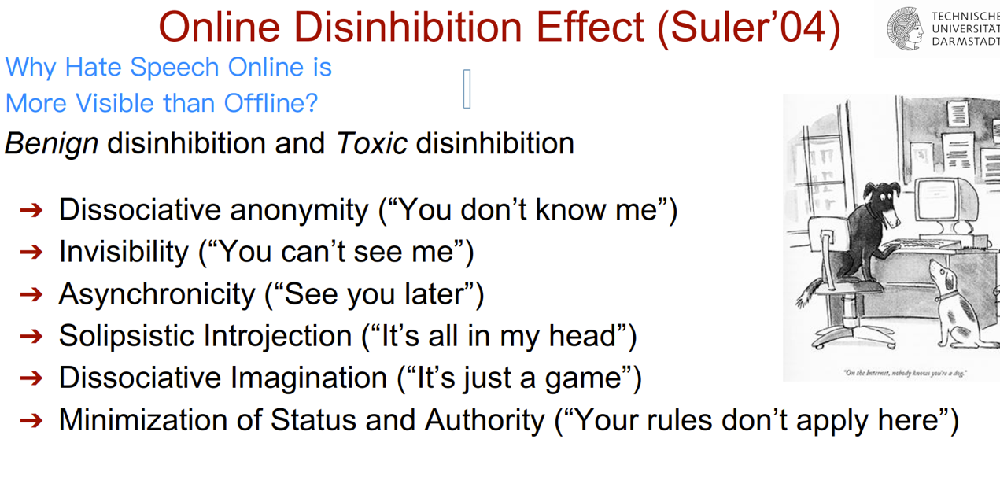 Online Disinhibition Effect (Suler’04)
TECHNISCHE
UNIVERSITÄT
DARMSTADT
Why Hate Speech Online is
More Visible than Offline?
Benign disinhibition and Toxic disinhibition
➔ Dissociative anonymity (“You don’t know me”)
➔ Invisibility (“You can’t see me”)
➔ Asynchronicity (“See you later”)
➔ Solipsistic Introjection (“It’s all in my head”)
➔ Dissociative Imagination (“It’s just a game”)
➔ Minimization of Status and Authority (“Your rules don’t apply here”)
"On the Internet, nobody knows you're a dog."